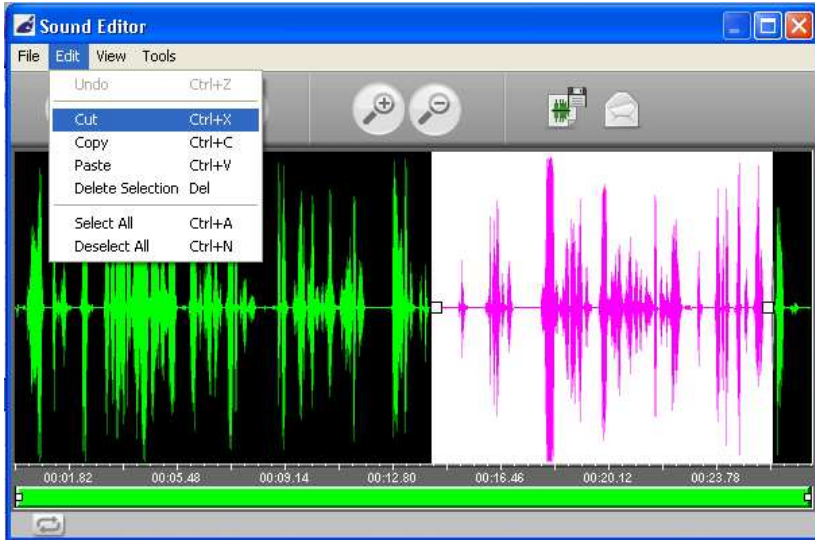 Sound Editor
File Edit View Tools
Undo Ctrl+Z
Cut Ctrl+X
Copy Ctrl+C
Paste Ctrl+V
Delete Selection Del
Select All Ctrl+A
Deselect All Ctrl+N
00:01.82 00:05.48 00:09.14 00:12.80 00:16.46 00:20.12 00:23.78